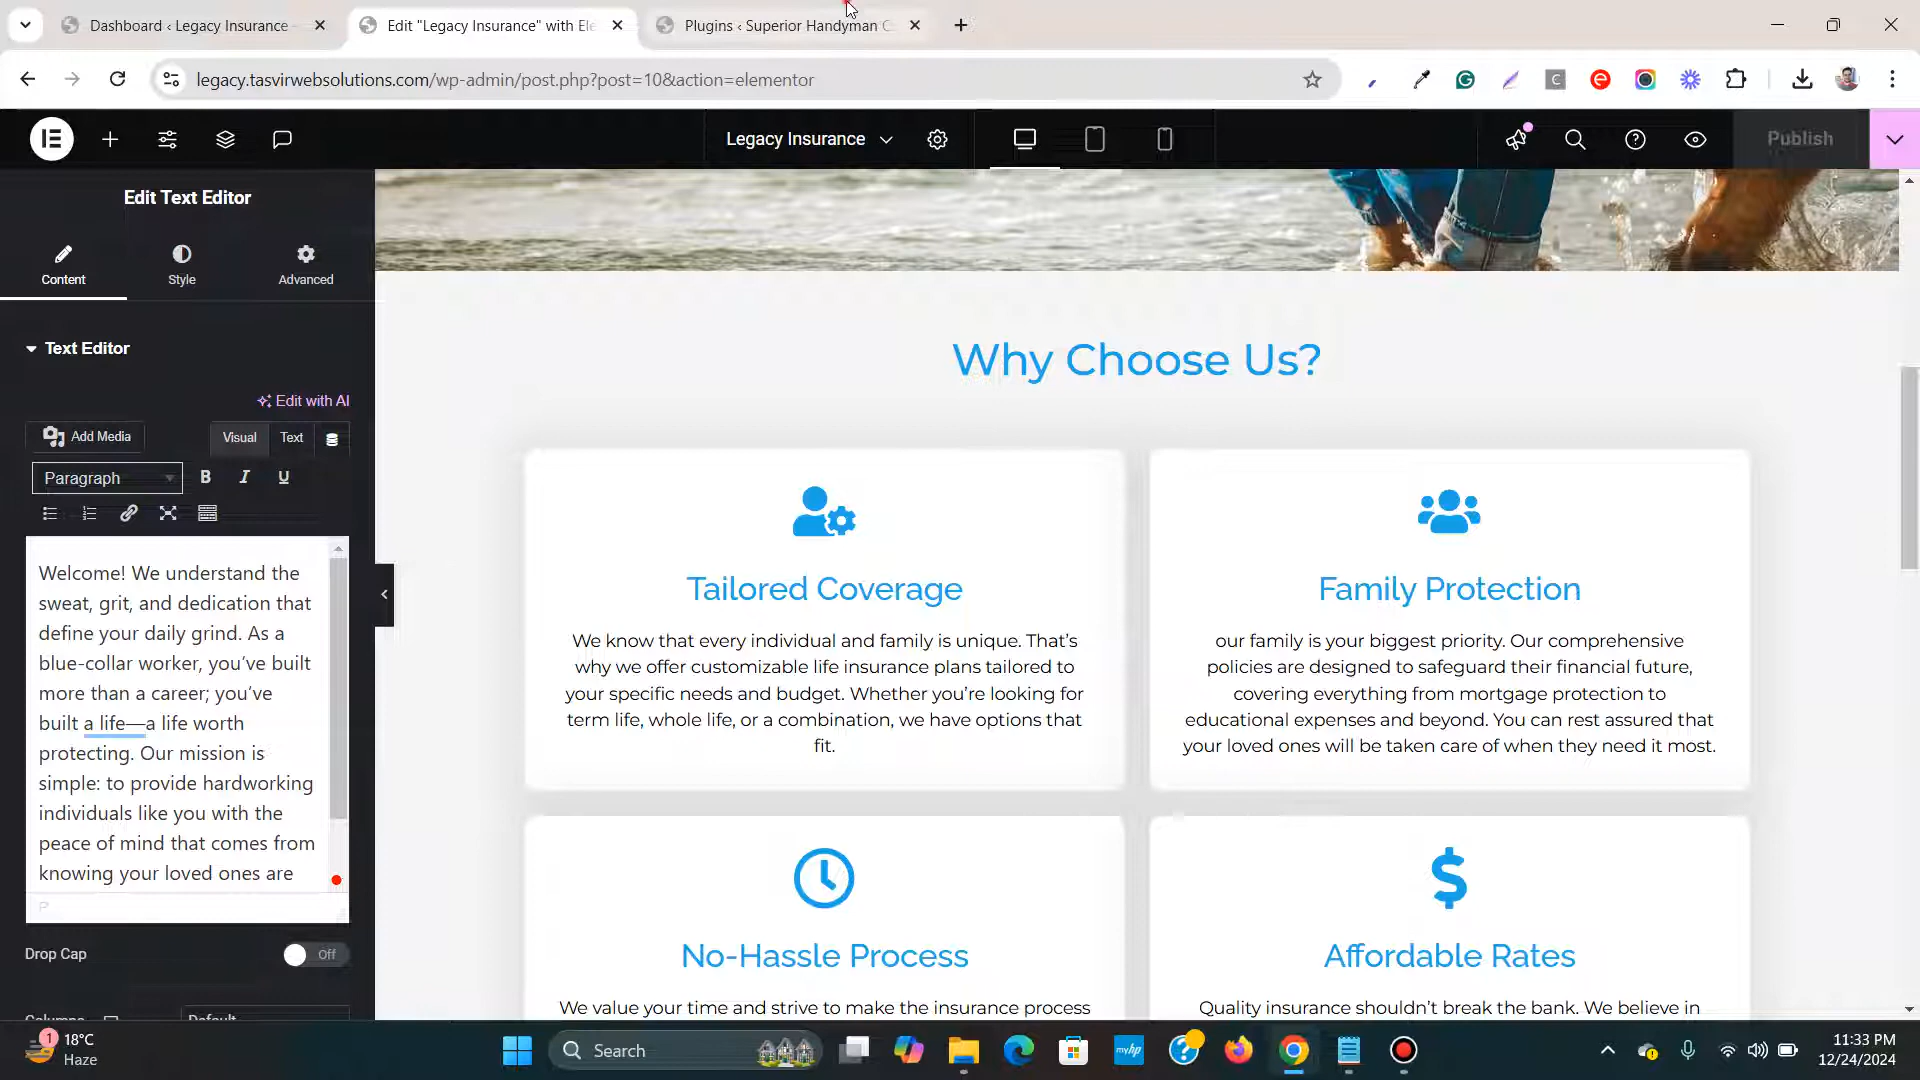 Dashboard ‹ Legacy Insurance
Edit "Legacy Insurance" with Ele
Plugins ‹ Superior Handyman C
legacy.tasvirwebsolutions.com/wp-admin/post.php?post=10&action=elementor
Legacy Insurance
Publish
Edit Text Editor
Content
Style
Advanced
Text Editor
Edit with AI
Add Media
Visual
Text
Paragraph
B
I
U
Welcome! We understand the
sweat, grit, and dedication that
define your daily grind. As a
blue-collar worker, you’ve built
more than a career; you’ve
built a life—a life worth
protecting. Our mission is
simple: to provide hardworking
individuals like you with the
peace of mind that comes from
knowing your loved ones are
P
Drop Cap
Off
Columns
Default
Why Choose Us?
Tailored Coverage
We know that every individual and family is unique. That’s
why we offer customizable life insurance plans tailored to
your specific needs and budget. Whether you’re looking for
term life, whole life, or a combination, we have options that
fit.
Family Protection
our family is your biggest priority. Our comprehensive
policies are designed to safeguard their financial future,
covering everything from mortgage protection to
educational expenses and beyond. You can rest assured that
your loved ones will be taken care of when they need it most.
No-Hassle Process
We value your time and strive to make the insurance process
Affordable Rates
Quality insurance shouldn’t break the bank. We believe in
1
18°C
Haze
Search
myhp
11:33 PM
12/24/2024